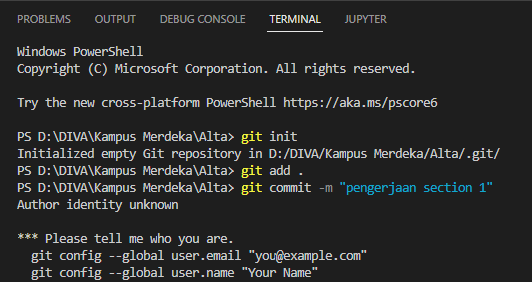 PROBLEMS OUTPUT DEBUG CONSOLE TERMINAL JUPYTER
Windows PowerShell
Copyright (C) Microsoft Corporation. All rights reserved.
Try the new cross-platform PowerShell https://aka.ms/pscore6
PS D:\DIVA\Kampus Merdeka\Alta> git init
Initialized empty Git repository in D:/DIVA/Kampus Merdeka/Alta/.git/
PS D:\DIVA\Kampus Merdeka\Alta> git add .
PS D:\DIVA\Kampus Merdeka\Alta> git commit -m "pengerjaan section 1"
Author identity unknown
*** Please tell me who you are.
git config --global user.email "you@example.com"
git config --global user.name "Your Name"